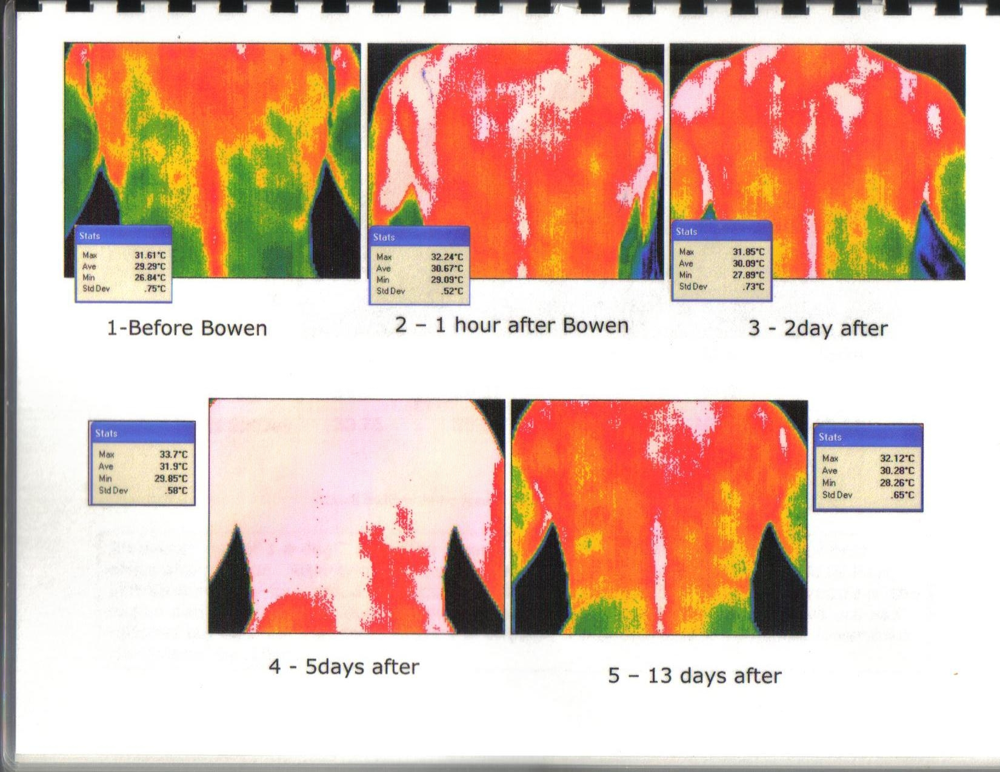 Stats
Max 31.61°C
Ave 29.29°C
Min 26.84°C
Std Dev .75°C
1-Before Bowen
Stats
Max 32.24°C
Ave 30.67°C
Min 29.09°C
Std Dev .52°C
2 – 1 hour after Bowen
Stats
Max 31.85°C
Ave 30.09°C
Min 27.89°C
Std Dev .73°C
3 - 2day after
Stats
Max 33.7°C
Ave 31.9°C
Min 29.85°C
Std Dev .58°C
4 - 5days after
Stats
Max 32.12°C
Ave 30.28°C
Min 28.26°C
Std Dev .65°C
5 – 13 days after